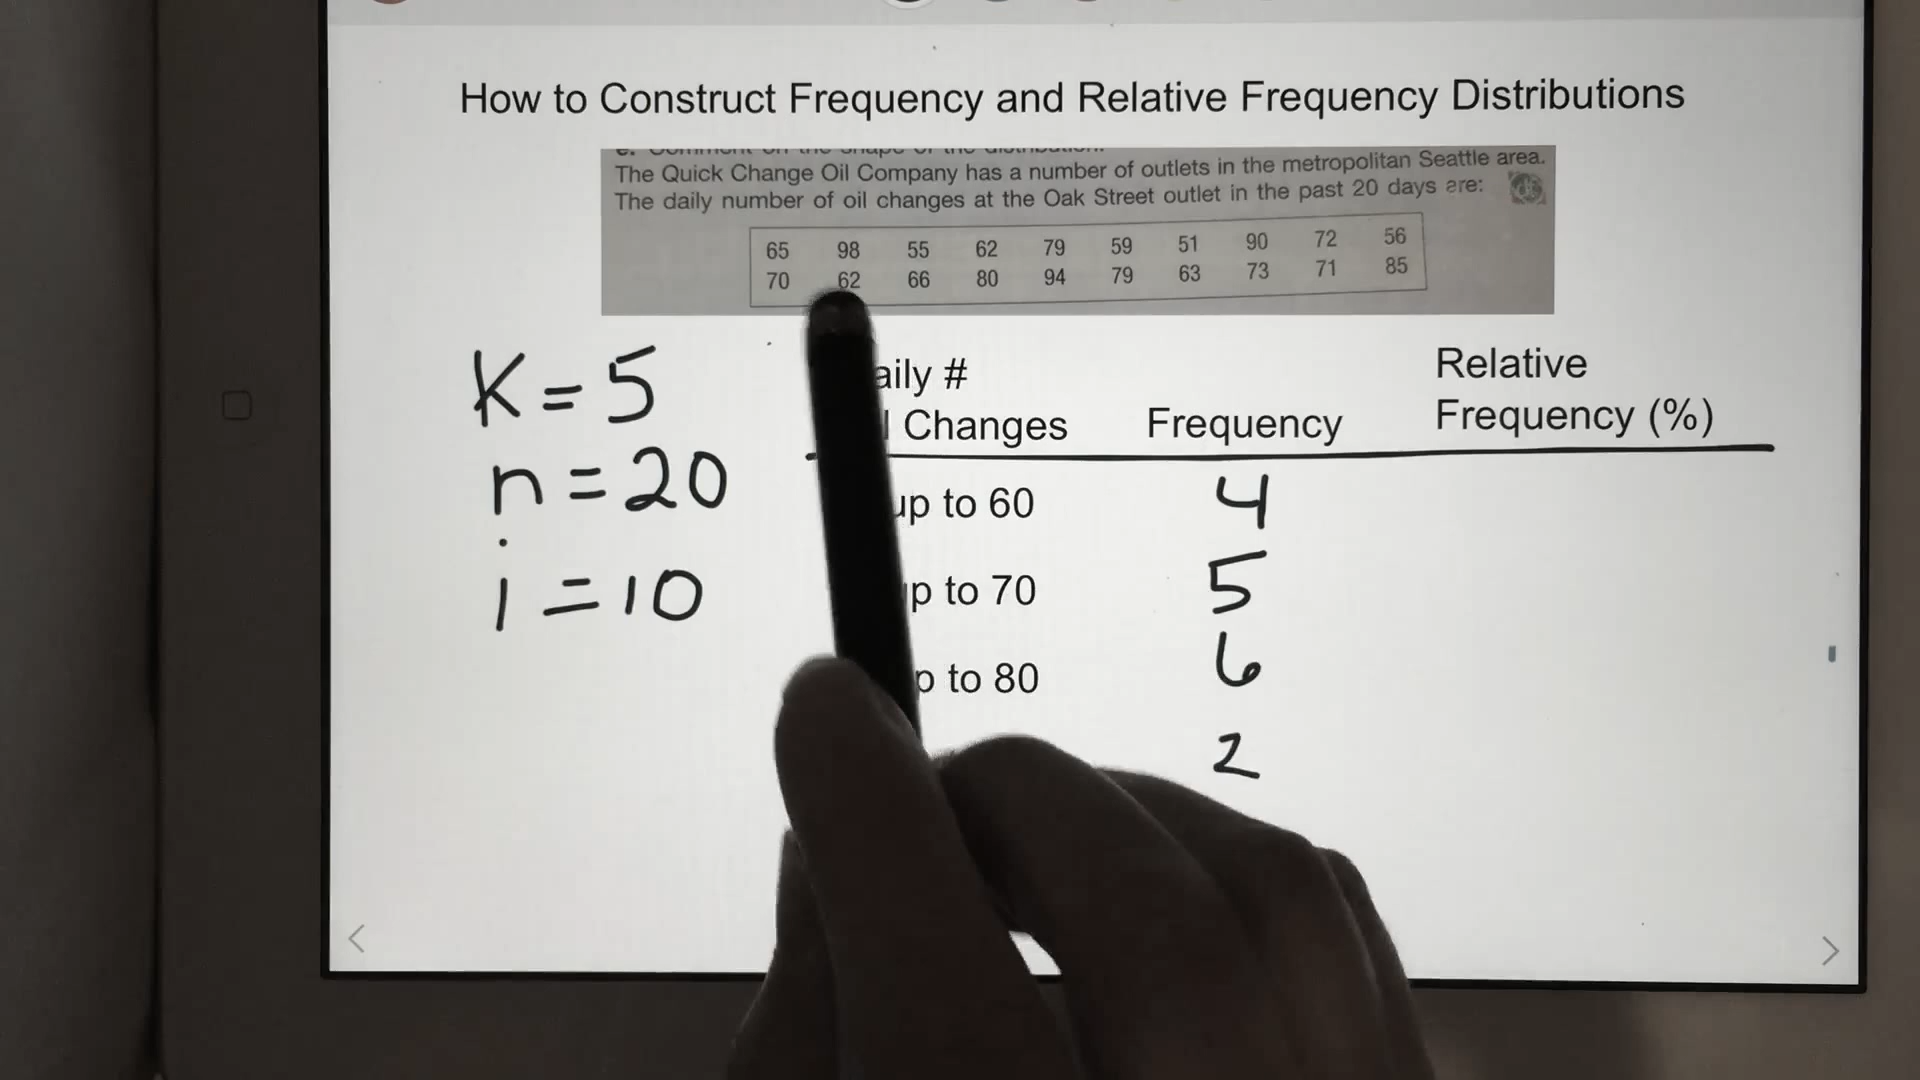 How to Construct Frequency and Relative Frequency Distributions
The Quick Change Oil Company has a number of outlets in the metropolitan Seattle area.
The daily number of oil changes at the Oak Street outlet in the past 20 days are:
65 98 55 62 79 59 51 90 72 56
70 62 66 80 94 79 63 73 71 85
K = 5
n = 20
i = 10
aily #
Changes
Frequency
Relative
Frequency (%)
up to 60 4
p to 70 5
p to 80 6
2